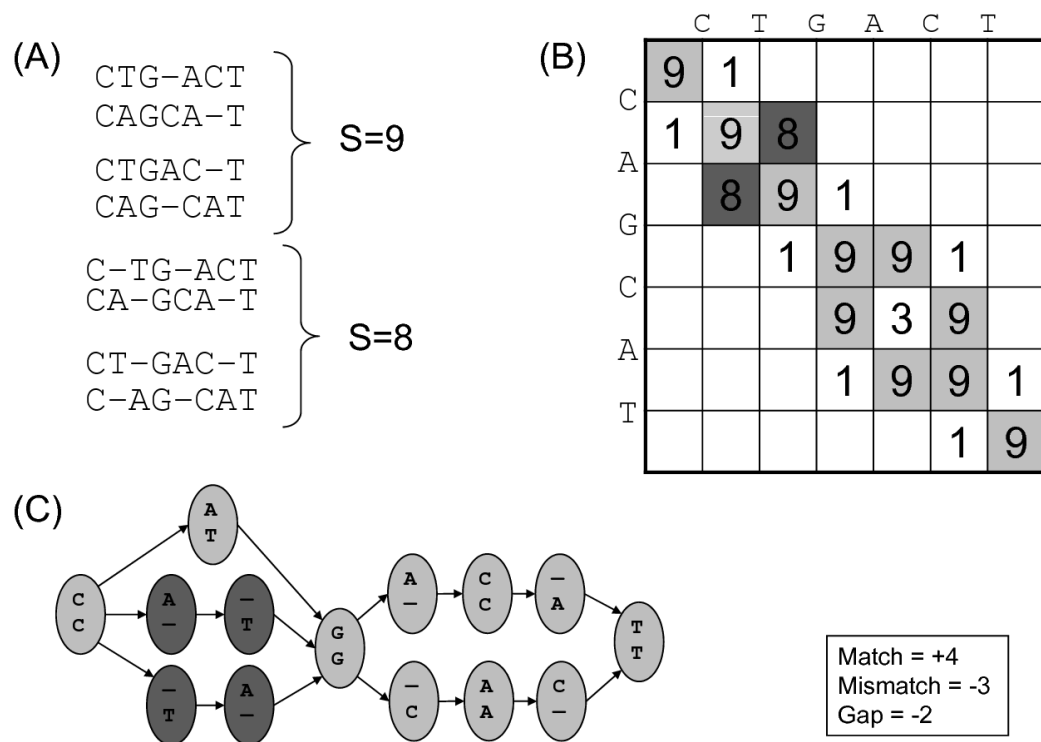 (A)
CTG–ACT
CAGCA–T
S=9
CTGAC–T
CAG–CAT
C–TG–ACT
CA–GCA–T
S=8
CT–GAC–T
C–AG–CAT
(B)
C T G A C T
C
A
G
C
A
T
9 1
1 9 8
8 9 1
1 9 9 1
9 3 9
1 9 9 1
1 9
(C)
C
C
A
T
A
–
–
T
–
T
A
–
G
G
A
–
C
C
–
A
–
C
A
A
C
–
T
T
Match = +4
Mismatch = -3
Gap = -2